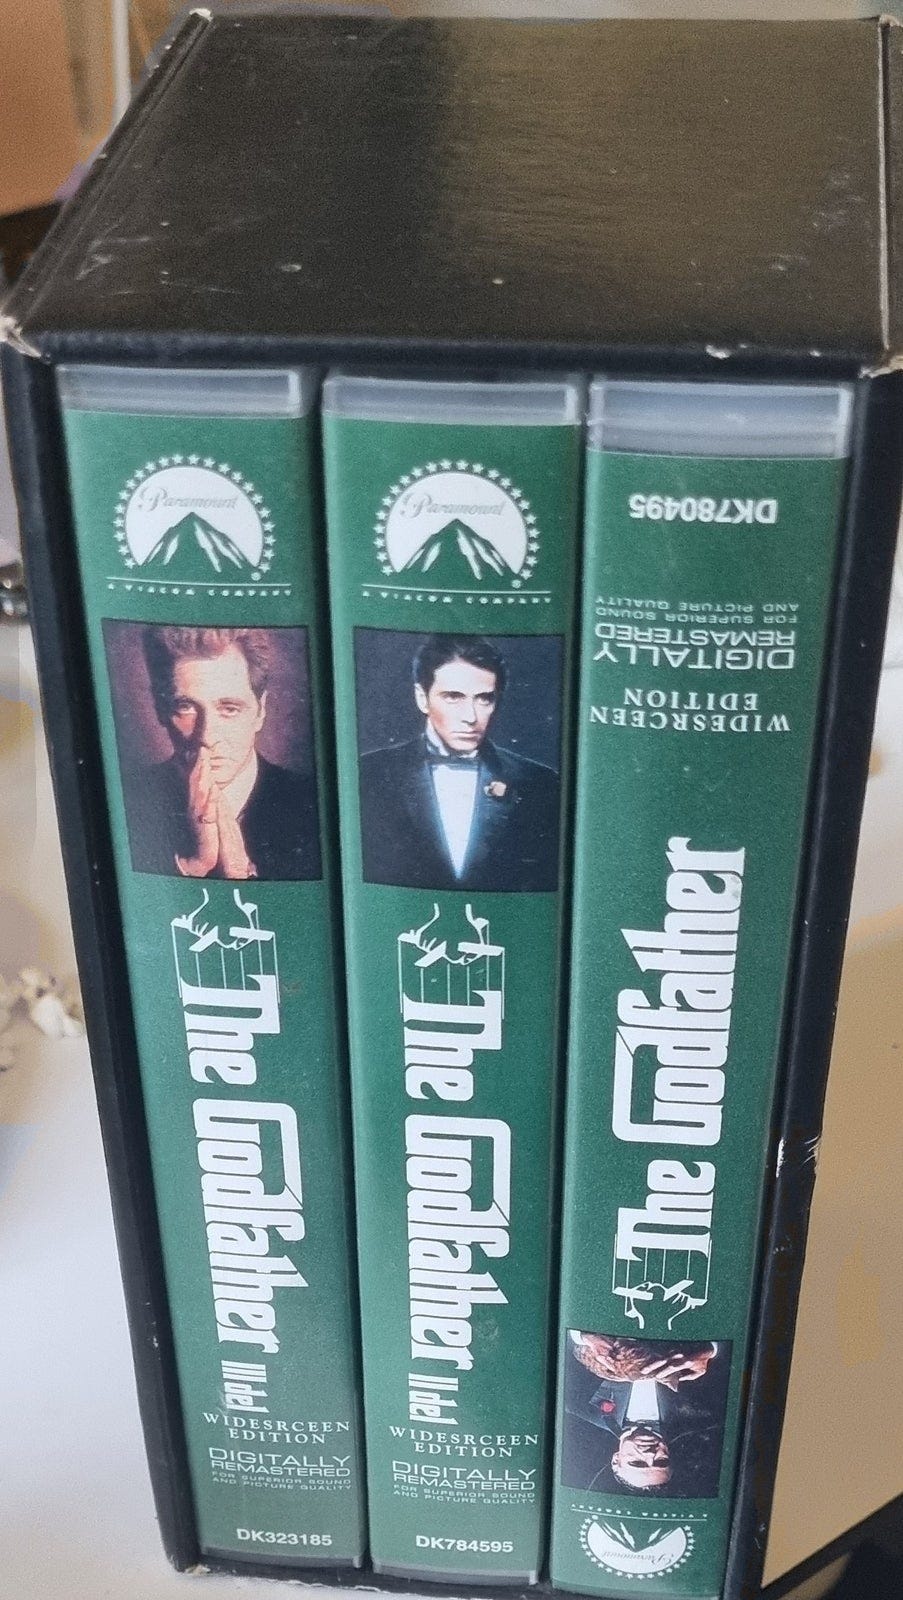 Paramount
A VIACOM COMPANY
The Godfather III del
WIDESRCEEN
EDITION
DIGITALLY
REMASTERED
FOR SUPERIOR SOUND
AND PICTURE QUALITY
DK323185
Paramount
A VIACOM COMPANY
The Godfather II del
WIDESRCEEN
EDITION
DIGITALLY
REMASTERED
FOR SUPERIOR SOUND
AND PICTURE QUALITY
DK784595
Paramount
A VIACOM COMPANY
The Godfather
WIDESRCEEN
EDITION
DIGITALLY
REMASTERED
FOR SUPERIOR SOUND
AND PICTURE QUALITY
DK780495